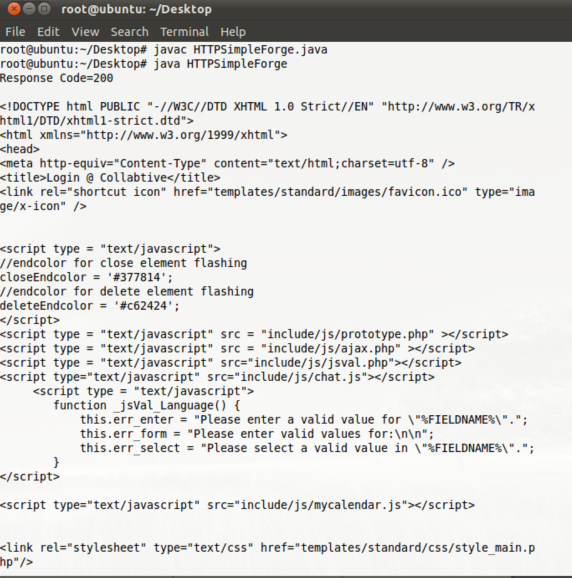 root@ubuntu: ~/Desktop
File Edit View Search Terminal Help
root@ubuntu:~/Desktop# javac HTTPSimpleForge.java
root@ubuntu:~/Desktop# java HTTPSimpleForge
Response Code=200
<!DOCTYPE html PUBLIC "-//W3C//DTD XHTML 1.0 Strict//EN" "http://www.w3.org/TR/x
html1/DTD/xhtml1-strict.dtd">
<html xmlns="http://www.w3.org/1999/xhtml">
<head>
<meta http-equiv="Content-Type" content="text/html;charset=utf-8" />
<title>Login @ Collabtive</title>
<link rel="shortcut icon" href="templates/standard/images/favicon.ico" type="ima
ge/x-icon" />
<script type = "text/javascript">
//endcolor for close element flashing
closeEndcolor = '#377814';
//endcolor for delete element flashing
deleteEndcolor = '#c62424';
</script>
<script type = "text/javascript" src = "include/js/prototype.php" ></script>
<script type = "text/javascript" src = "include/js/ajax.php" ></script>
<script type = "text/javascript" src="include/js/jsval.php"></script>
<script type="text/javascript" src="include/js/chat.js"></script>
<script type = "text/javascript">
function _jsVal_Language() {
this.err_enter = "Please enter a valid value for \"%FIELDNAME%\".";
this.err_form = "Please enter valid values for:\n\n";
this.err_select = "Please select a valid value in \"%FIELDNAME%\".";
}
</script>
<script type="text/javascript" src="include/js/mycalendar.js"></script>
<link rel="stylesheet" type="text/css" href="templates/standard/css/style_main.p
hp"/>